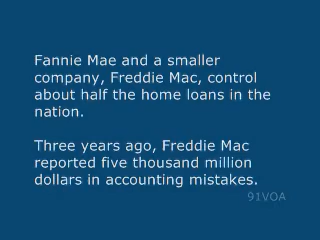 Fannie Mae and a smaller
company, Freddie Mac, control
about half the home loans in the
nation.
Three years ago, Freddie Mac
reported five thousand million
dollars in accounting mistakes.
91VOA